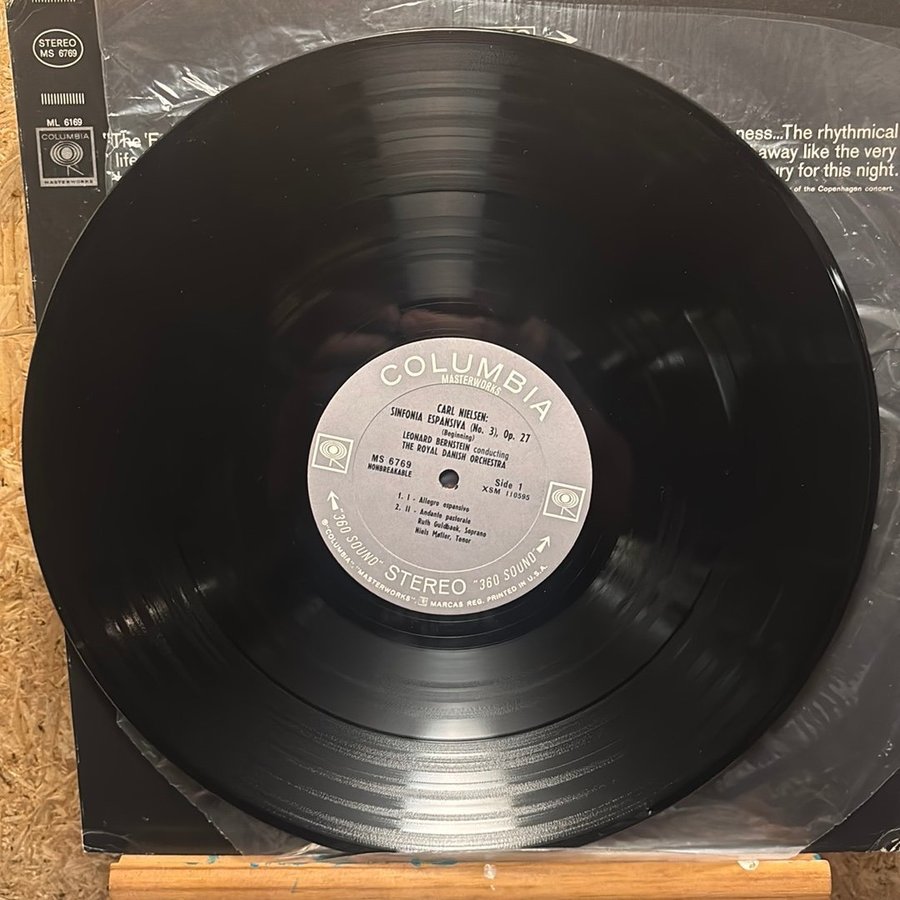 STEREO
MS 6769
ML 6169
COLUMBIA
MASTERWORKS
"The 'E
life
ness...The rhythmical
away like the very
ury for this night.
of the Copenhagen concert.
COLUMBIA
MASTERWORKS
CARL NIELSEN:
SINFONIA ESPANSIVA (No. 3), Op. 27
(Beginning)
LEONARD BERNSTEIN conducting
THE ROYAL DANISH ORCHESTRA
MS 6769
NONBREAKABLE
Side 1
XSM 110595
1. I - Allegro espansivo
2. II - Andante pastorale
Ruth Guldbaek, Soprano
Niels Møller, Tenor
"360 SOUND" STEREO "360 SOUND"
® "COLUMBIA", "MASTERWORKS", MARCAS REG. PRINTED IN U.S.A.